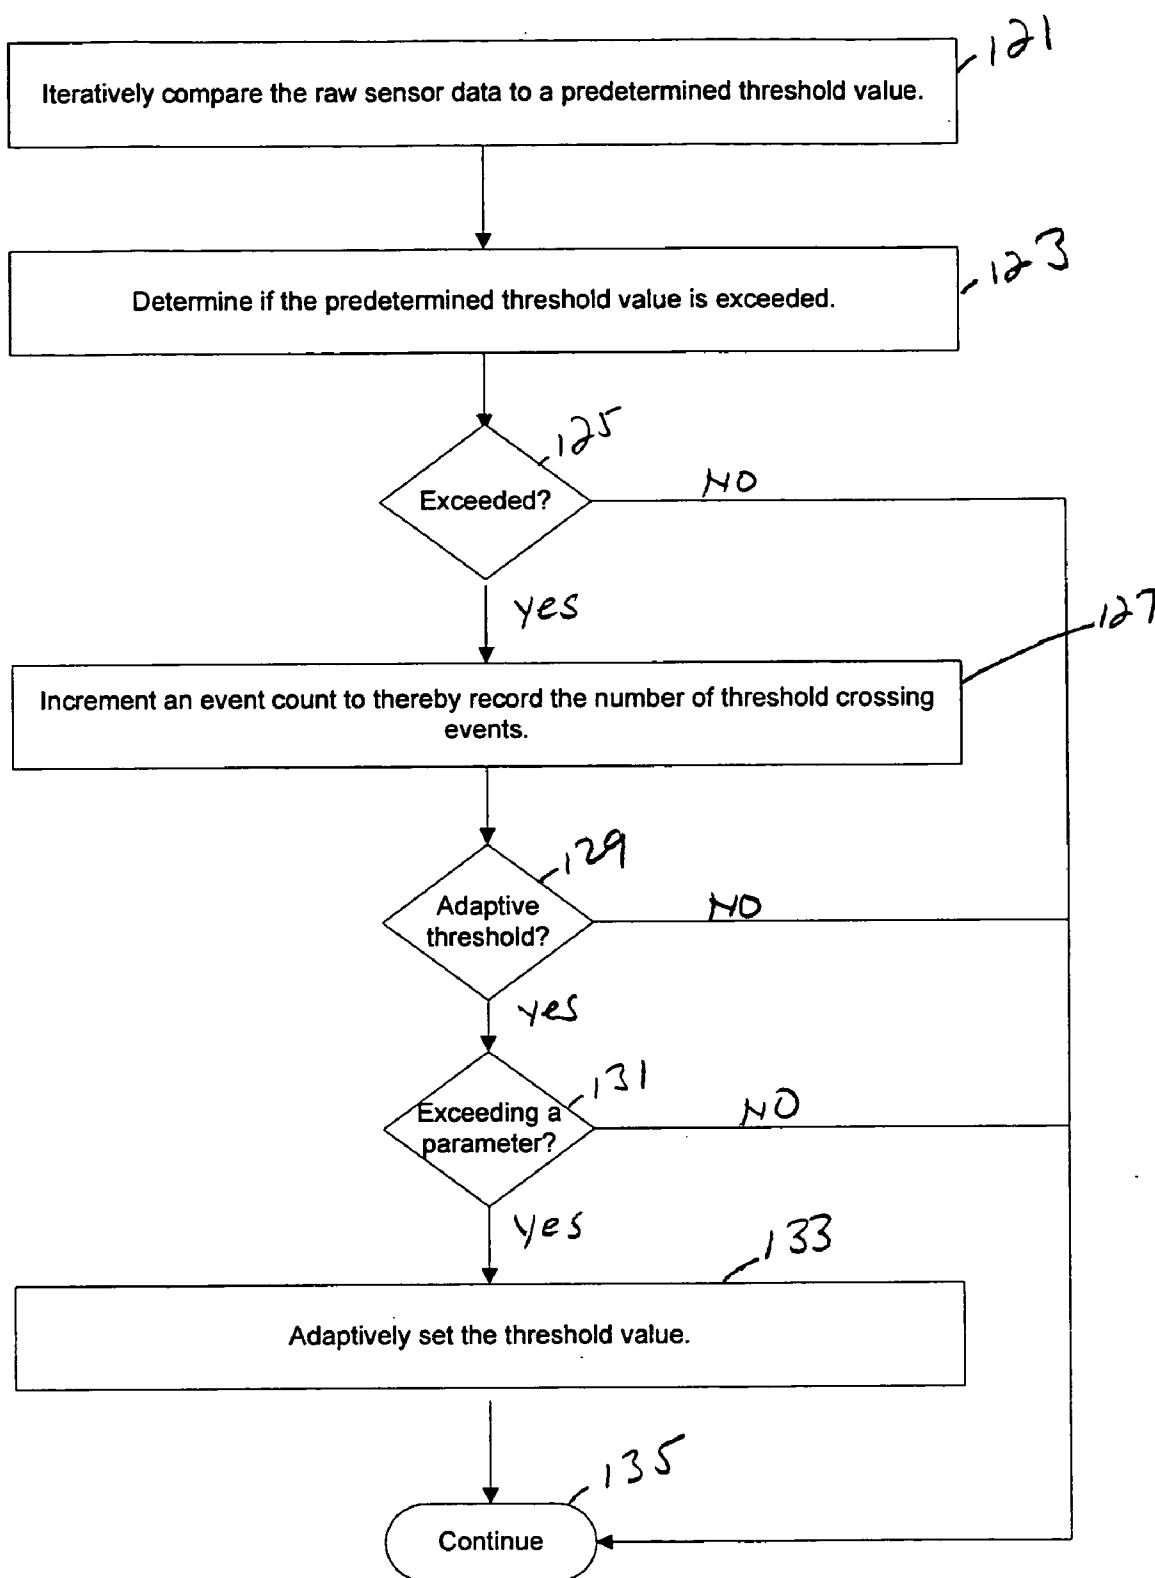 121
Iteratively compare the raw sensor data to a predetermined threshold value.
123
Determine if the predetermined threshold value is exceeded.
125
Exceeded?
NO
yes
127
Increment an event count to thereby record the number of threshold crossing
events.
129
Adaptive
threshold?
NO
yes
131
Exceeding a
parameter?
NO
yes
133
Adaptively set the threshold value.
135
Continue